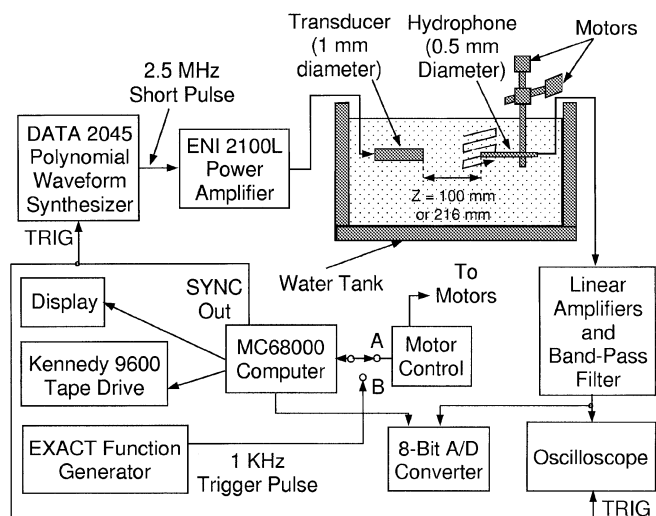 Transducer
(1 mm
diameter)
Hydrophone
(0.5 mm
Diameter)
Motors
2.5 MHz
Short Pulse
DATA 2045
Polynomial
Waveform
Synthesizer
ENI 2100L
Power
Amplifier
Z = 100 mm
or 216 mm
TRIG
Water Tank
SYNC
Out
To
Motors
Display
Linear
Amplifiers
and
Band-Pass
Filter
MC68000
Computer
A
Motor
Control
Kennedy 9600
Tape Drive
B
EXACT Function
Generator
1 KHz
Trigger Pulse
8-Bit A/D
Converter
Oscilloscope
TRIG